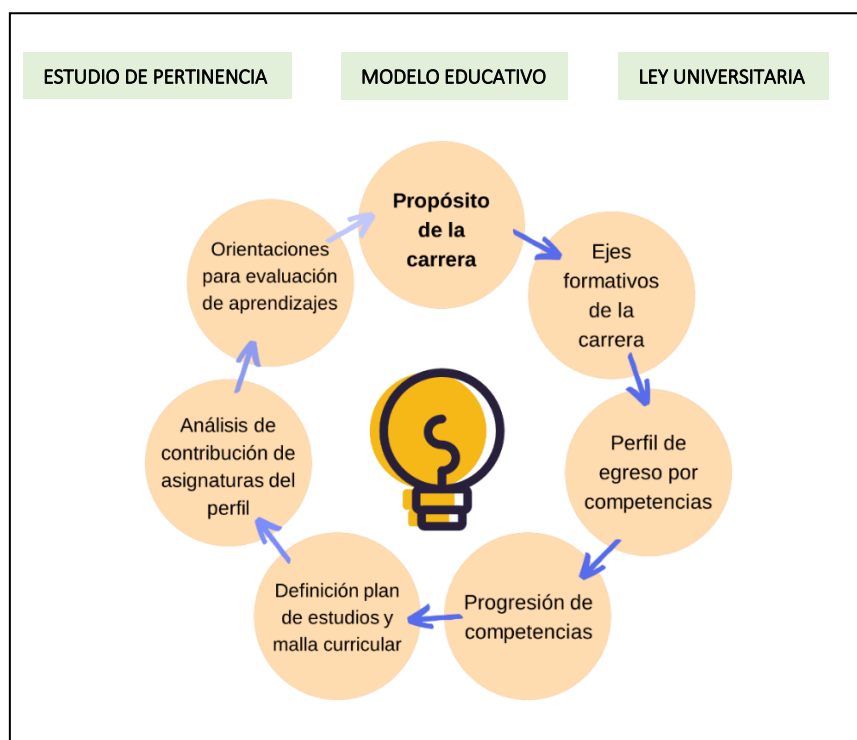 ESTUDIO DE PERTINENCIA
MODELO EDUCATIVO
LEY UNIVERSITARIA
Propósito
de la
carrera
Ejes
formativos
de la
carrera
Perfil de
egreso por
competencias
Progresión de
competencias
Definición plan
de estudios y
malla curricular
Análisis de
contribución de
asignaturas del
perfil
Orientaciones
para evaluación
de aprendizajes